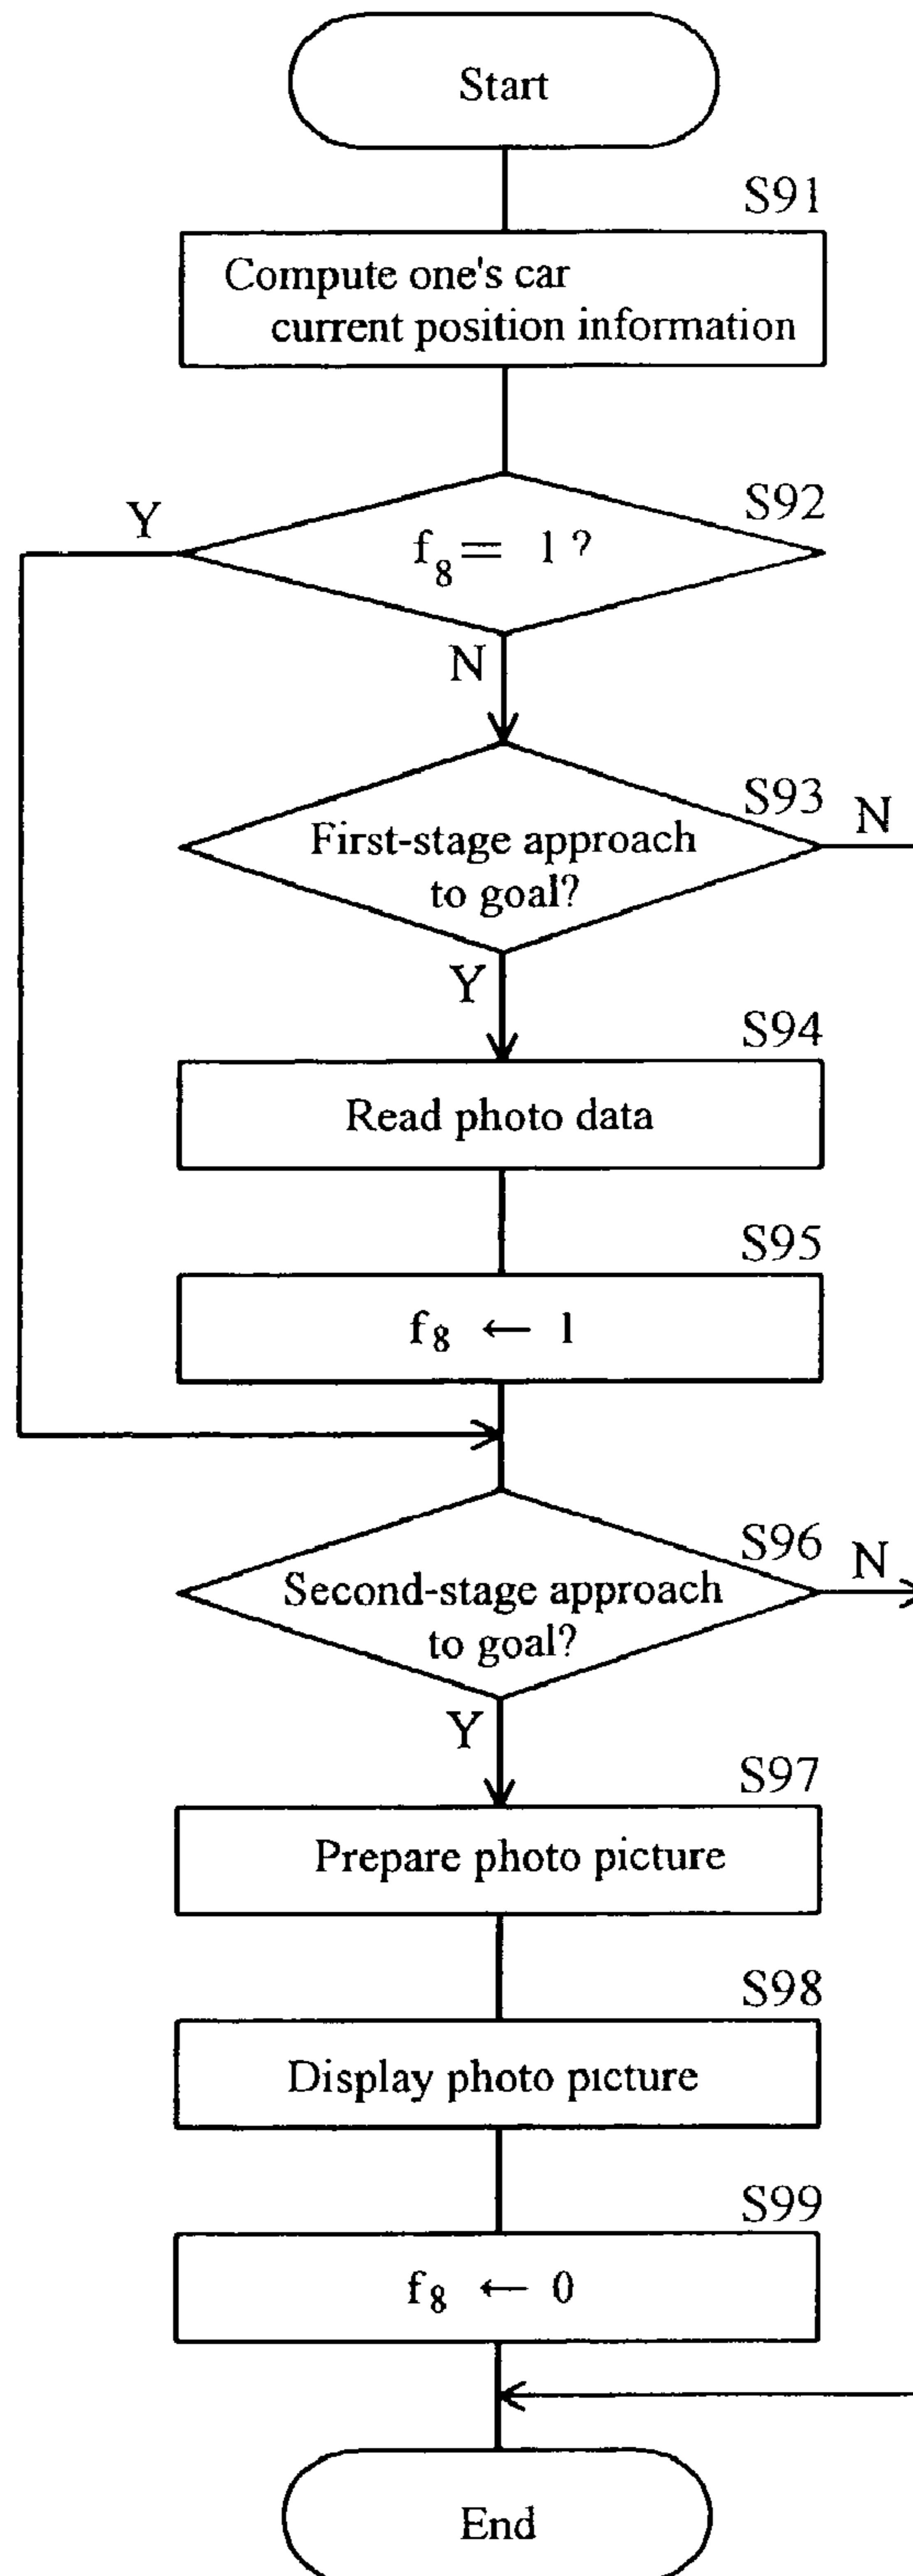 Start
S91
Compute one's car
current position information
S92
Y
f8 = 1 ?
N
S93
N
First-stage approach
to goal?
Y
S94
Read photo data
S95
f8 ← 1
S96
N
Second-stage approach
to goal?
Y
S97
Prepare photo picture
S98
Display photo picture
S99
f8 ← 0
End